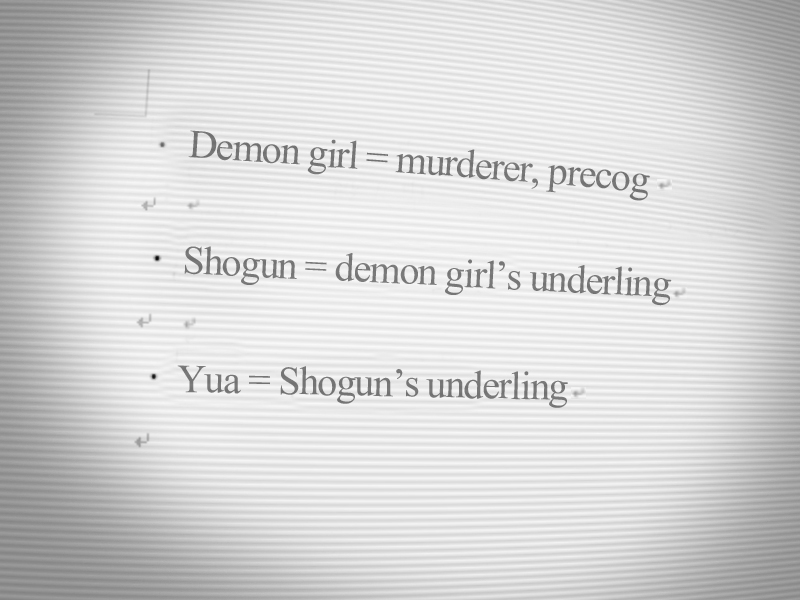 · Demon girl = murderer, precog
· Shogun = demon girl’s underling
· Yua = Shogun’s underling